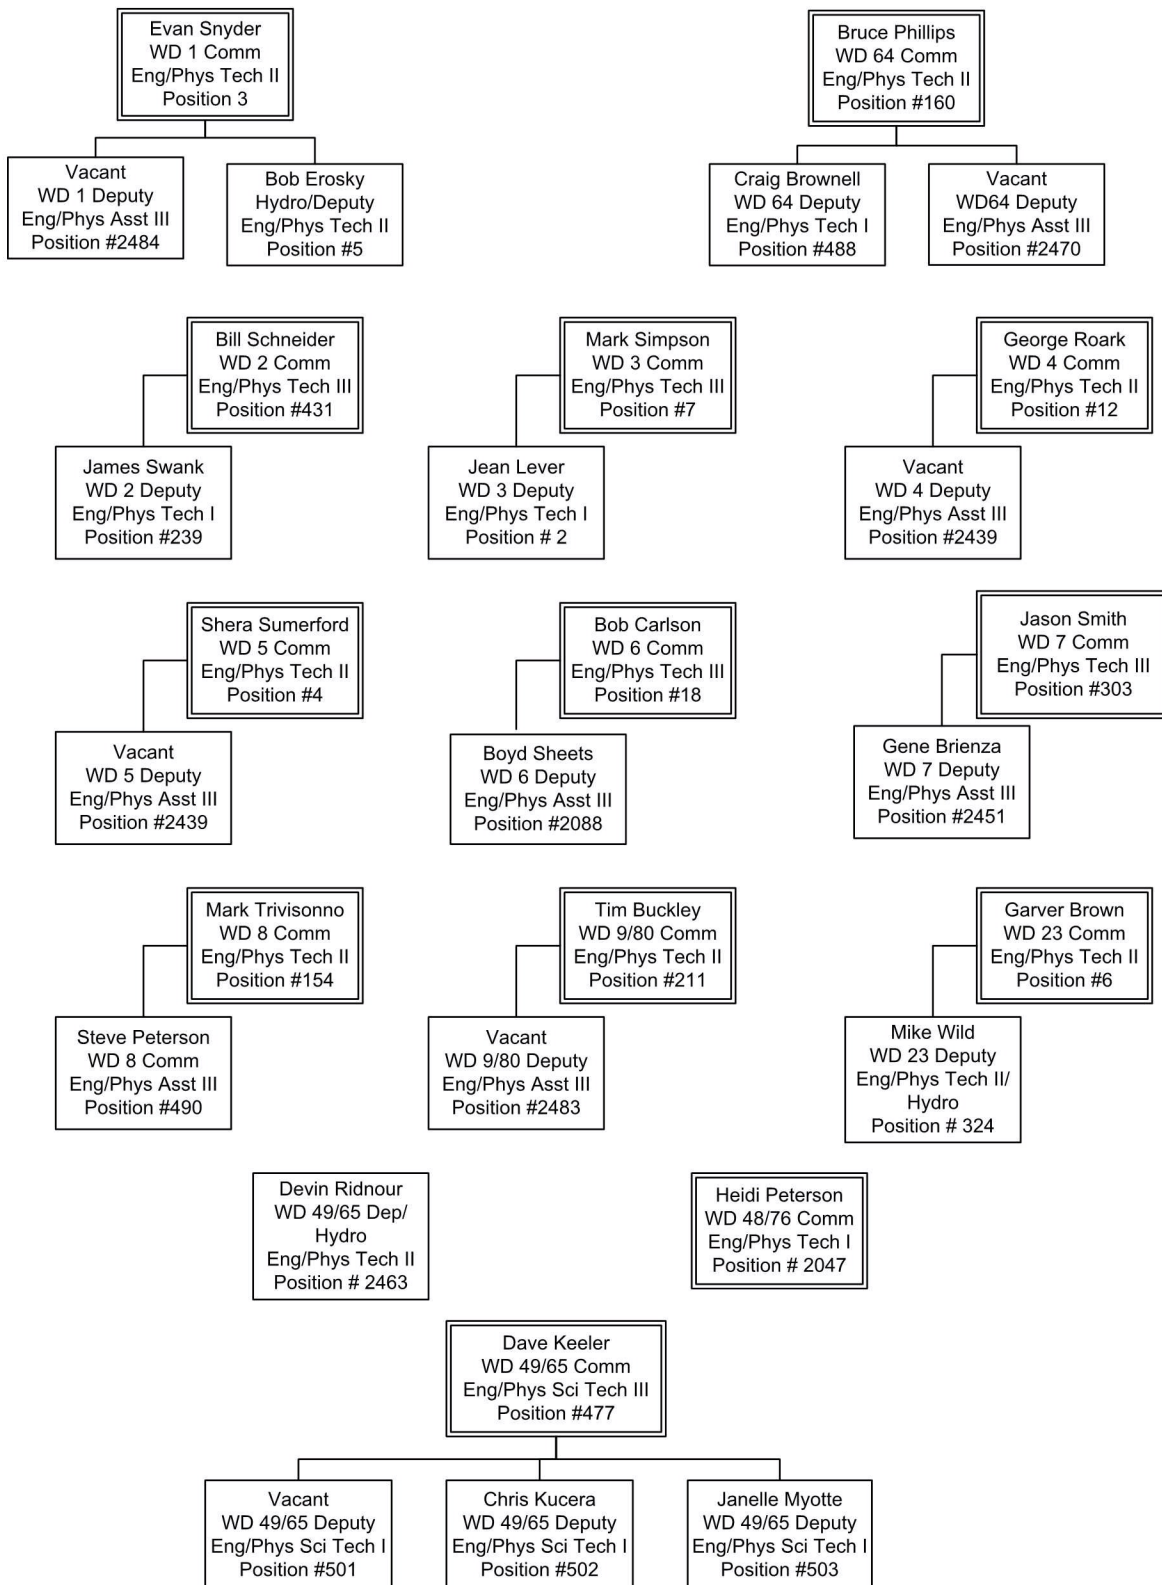 Evan Snyder
WD 1 Comm
Eng/Phys Tech II
Position 3
Bruce Phillips
WD 64 Comm
Eng/Phys Tech II
Position #160
Vacant
WD 1 Deputy
Eng/Phys Asst III
Position #2484
Bob Erosky
Hydro/Deputy
Eng/Phys Tech II
Position #5
Craig Brownell
WD 64 Deputy
Eng/Phys Tech I
Position #488
Vacant
WD64 Deputy
Eng/Phys Asst III
Position #2470
Bill Schneider
WD 2 Comm
Eng/Phys Tech III
Position #431
Mark Simpson
WD 3 Comm
Eng/Phys Tech III
Position #7
George Roark
WD 4 Comm
Eng/Phys Tech II
Position #12
James Swank
WD 2 Deputy
Eng/Phys Tech I
Position #239
Jean Lever
WD 3 Deputy
Eng/Phys Tech I
Position # 2
Vacant
WD 4 Deputy
Eng/Phys Asst III
Position #2439
Shera Sumerford
WD 5 Comm
Eng/Phys Tech II
Position #4
Bob Carlson
WD 6 Comm
Eng/Phys Tech III
Position #18
Jason Smith
WD 7 Comm
Eng/Phys Tech III
Position #303
Vacant
WD 5 Deputy
Eng/Phys Asst III
Position #2439
Boyd Sheets
WD 6 Deputy
Eng/Phys Asst III
Position #2088
Gene Brienza
WD 7 Deputy
Eng/Phys Asst III
Position #2451
Mark Trivisonno
WD 8 Comm
Eng/Phys Tech II
Position #154
Tim Buckley
WD 9/80 Comm
Eng/Phys Tech II
Position #211
Garver Brown
WD 23 Comm
Eng/Phys Tech II
Position #6
Steve Peterson
WD 8 Comm
Eng/Phys Asst III
Position #490
Vacant
WD 9/80 Deputy
Eng/Phys Asst III
Position #2483
Mike Wild
WD 23 Deputy
Eng/Phys Tech II/
Hydro
Position # 324
Devin Ridnour
WD 49/65 Dep/
Hydro
Eng/Phys Tech II
Position # 2463
Heidi Peterson
WD 48/76 Comm
Eng/Phys Tech I
Position # 2047
Dave Keeler
WD 49/65 Comm
Eng/Phys Sci Tech III
Position #477
Vacant
WD 49/65 Deputy
Eng/Phys Sci Tech I
Position #501
Chris Kucera
WD 49/65 Deputy
Eng/Phys Sci Tech I
Position #502
Janelle Myotte
WD 49/65 Deputy
Eng/Phys Sci Tech I
Position #503